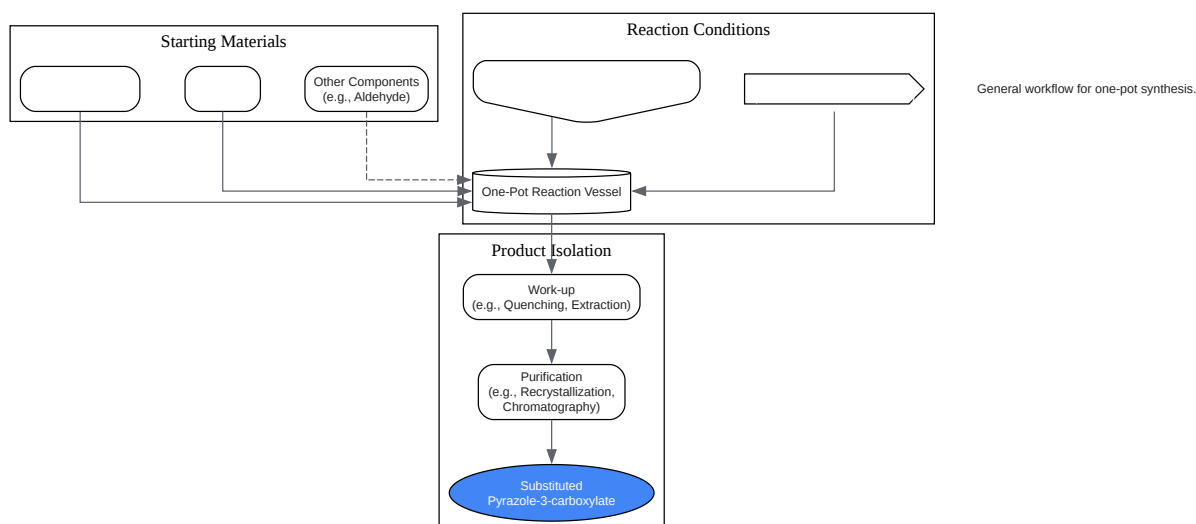 Starting Materials
Other Components
(e.g., Aldehyde)
Reaction Conditions
General workflow for one-pot synthesis.
One-Pot Reaction Vessel
Product Isolation
Work-up
(e.g., Quenching, Extraction)
Purification
(e.g., Recrystallization,
Chromatography)
Substituted
Pyrazole-3-carboxylate